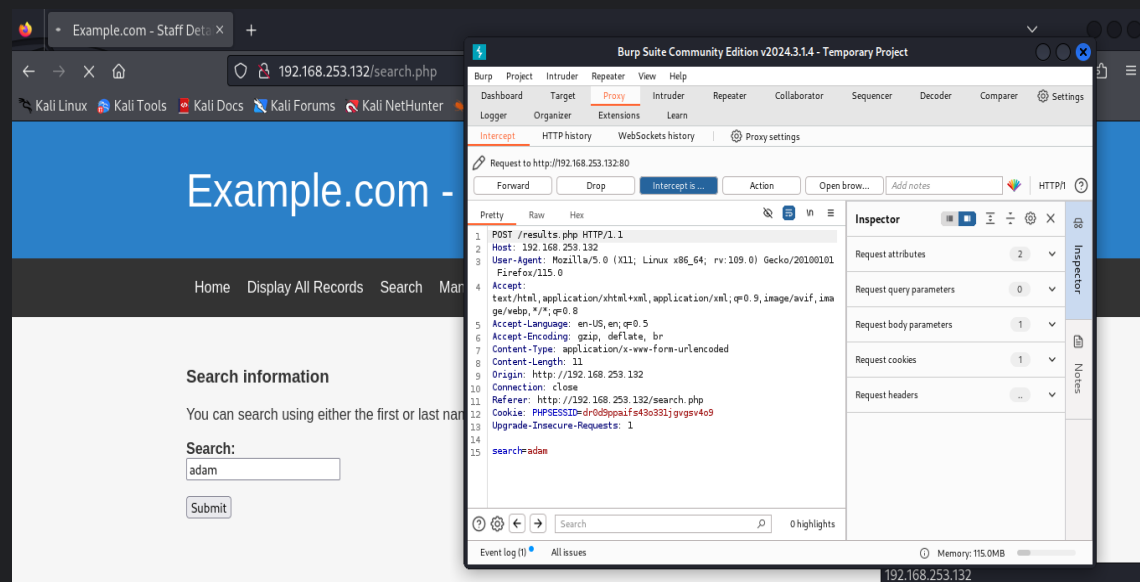 Example.com - Staff Deta
192.168.253.132/search.php
Kali Linux Kali Tools Kali Docs Kali Forums Kali NetHunter
Example.com -
Home Display All Records Search Man
Search information
You can search using either the first or last nam
Search:
adam
Submit
Burp Suite Community Edition v2024.3.1.4 - Temporary Project
Burp Project Intruder Repeater View Help
Dashboard Target Proxy Intruder Repeater Collaborator Sequencer Decoder Comparer Settings
Logger Organizer Extensions Learn
Intercept HTTP history WebSockets history Proxy settings
Request to http://192.168.253.132:80
Forward Drop Intercept is ... Action Open brow... Add notes HTTP/1
Pretty Raw Hex
1 POST /results.php HTTP/1.1
2 Host: 192.168.253.132
3 User-Agent: Mozilla/5.0 (X11; Linux x86_64; rv:109.0) Gecko/20100101
Firefox/115.0
4 Accept:
text/html,application/xhtml+xml,application/xml;q=0.9,image/avif,ima
ge/webp,*/*;q=0.8
5 Accept-Language: en-US,en;q=0.5
6 Accept-Encoding: gzip, deflate, br
7 Content-Type: application/x-www-form-urlencoded
8 Content-Length: 11
9 Origin: http://192.168.253.132
10 Connection: close
11 Referer: http://192.168.253.132/search.php
12 Cookie: PHPSESSID=dr0d9ppaifs43o33ljgvgsv4o9
13 Upgrade-Insecure-Requests: 1
14
15 search=adam
Search 0 highlights
Inspector
Request attributes 2
Request query parameters 0
Request body parameters 1
Request cookies 1
Request headers ..
Inspector
Notes
Event log (1) All issues Memory: 115.0MB
192.168.253.132